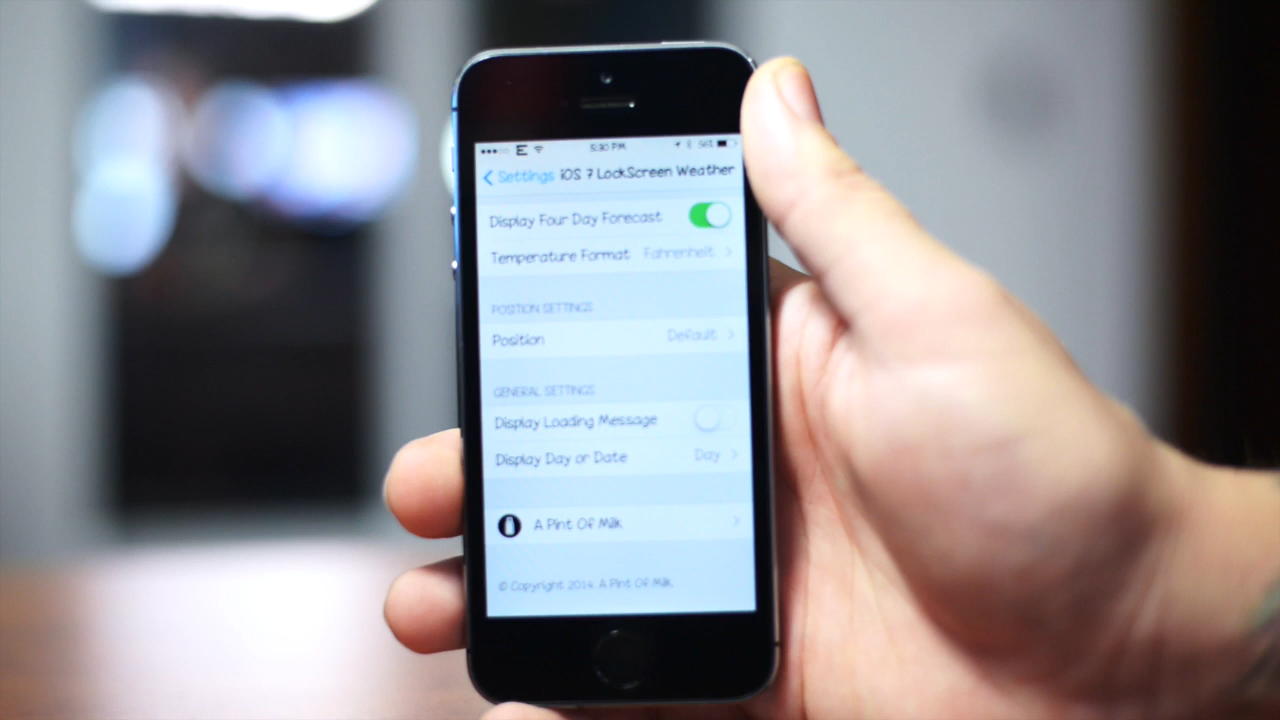 E 5:30 PM 56%
Settings iOS 7 LockScreen Weather
Display Four Day Forecast
Temperature Format Fahrenheit
POSITION SETTINGS
Position Default
GENERAL SETTINGS
Display Loading Message
Display Day or Date Day
A Pint Of Milk
© Copyright 2014 A Pint Of Milk